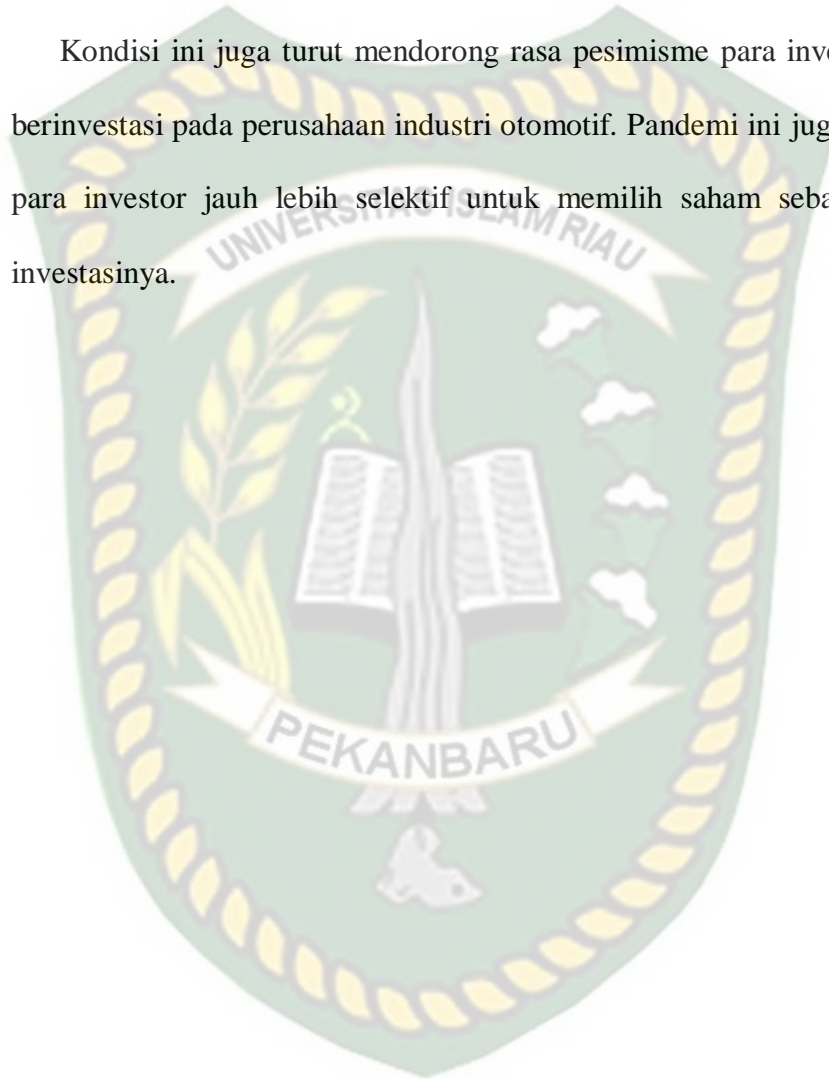 Kondisi ini juga turut mendorong rasa pesimisme para inve
berinvestasi pada perusahaan industri otomotif. Pandemi ini jug
para investor jauh lebih selektif untuk memilih saham seba
investasinya.
UNIVERSITAS ISLAM RIAU
PEKANBARU